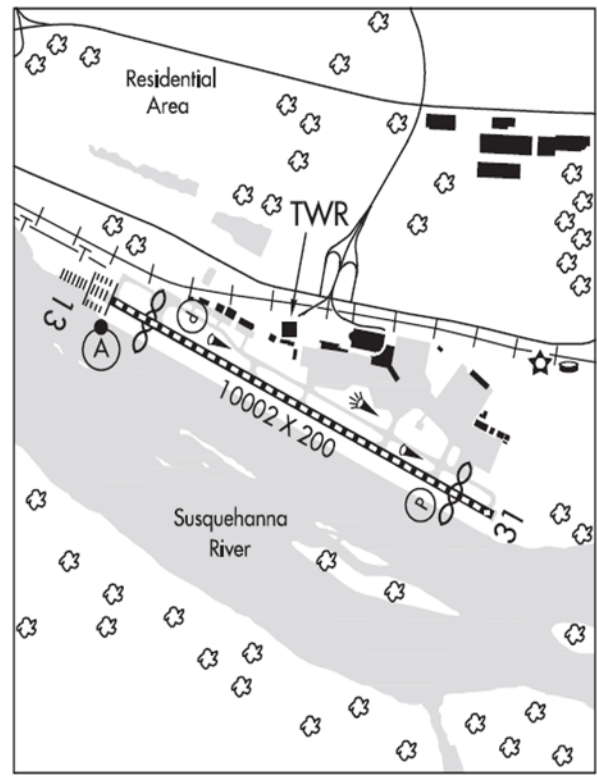 Residential
Area
TWR
13
P
A
10002 X 200
P
31
Susquehanna
River